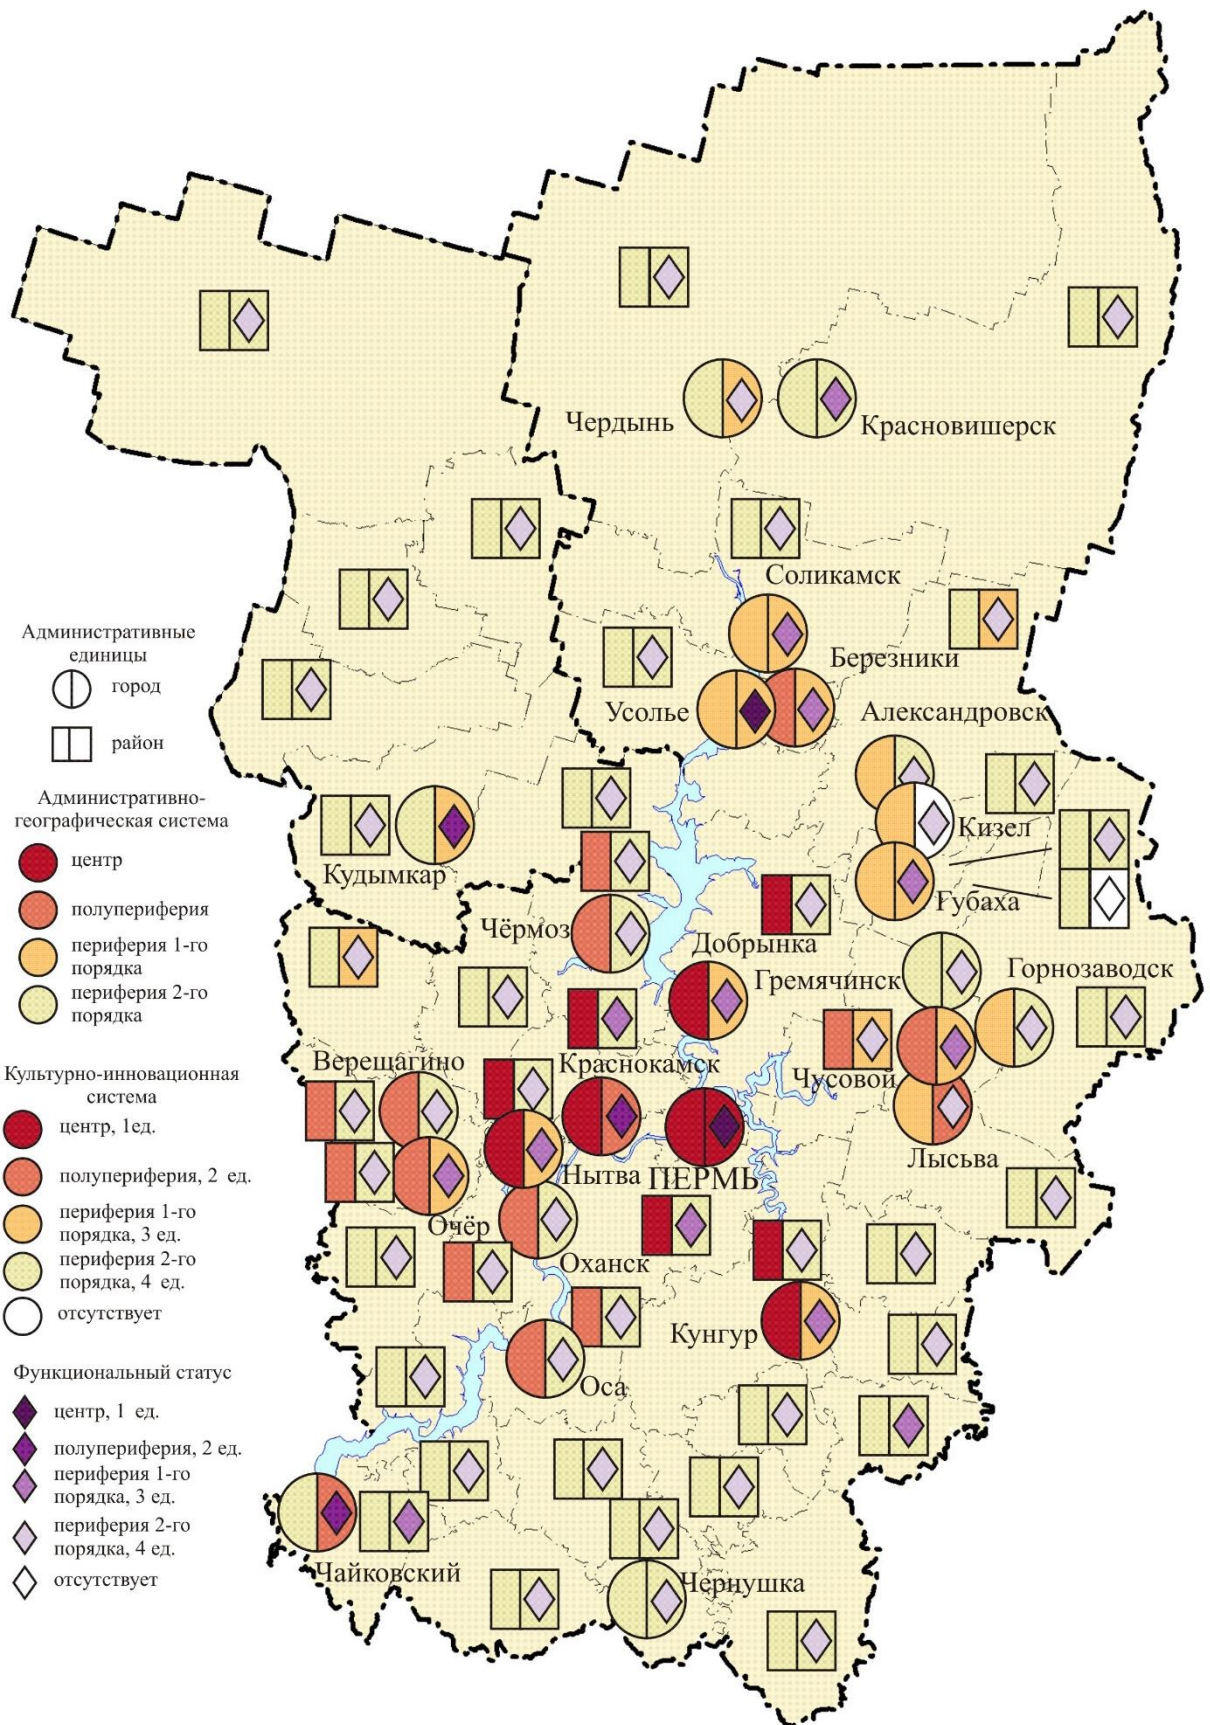 Чердынь
Красновишерск
Соликамск
Березники
Усолье
Александровск
Кизел
Губаха
Кудымкар
Чёрмоз
Добрынка
Гремячинск
Горнозаводск
Краснокамск
Верещагино
Чусовой
Лысьва
Нытва
ПЕРМЬ
Очёр
Оханск
Кунгур
Оса
Чайковский
Чернушка
Административные
единицы
город
район
Административно-
географическая система
центр
полупериферия
периферия 1-го
порядка
периферия 2-го
порядка
Культурно-инновационная
система
центр, 1ед.
полупериферия, 2 ед.
периферия 1-го
порядка, 3 ед.
периферия 2-го
порядка, 4 ед.
отсутствует
Функциональный статус
центр, 1 ед.
полупериферия, 2 ед.
периферия 1-го
порядка, 3 ед.
периферия 2-го
порядка, 4 ед.
отсутствует